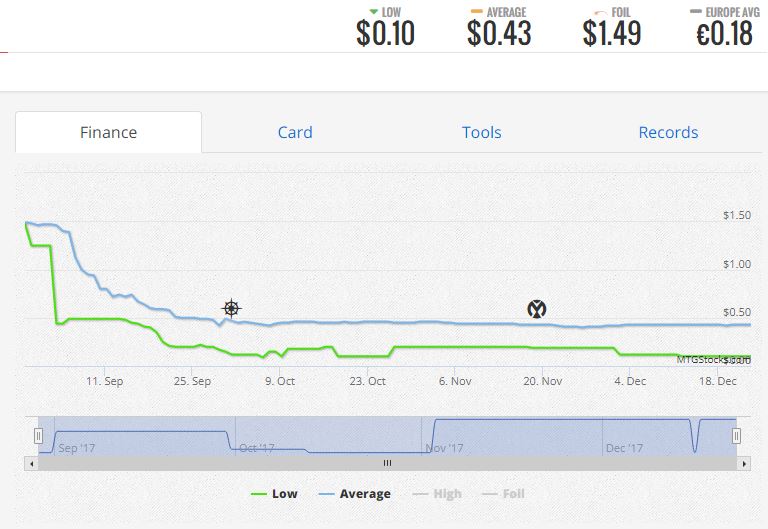 LOW AVERAGE FOIL EUROPE AVG
$0.10 $0.43 $1.49 €0.18
Finance Card Tools Records
$1.50
$1.00
$0.50
MTGStocks.com
$0.00
11. Sep 25. Sep 9. Oct 23. Oct 6. Nov 20. Nov 4. Dec 18. Dec
Sep '17 Oct '17 Nov '17 Dec '17
Low Average High Foil